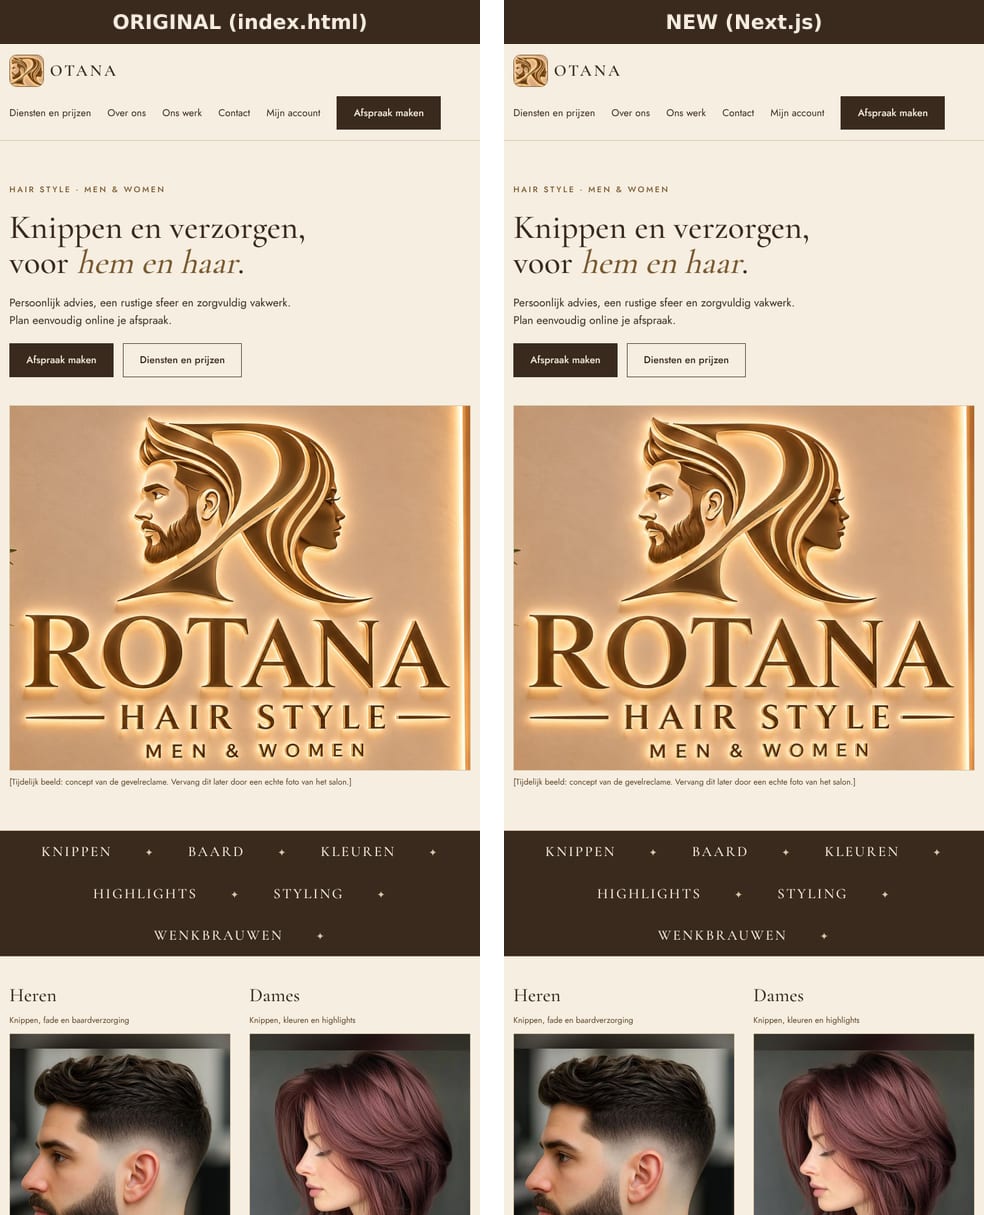 ORIGINAL (index.html)
OTANA
Diensten en prijzen Over ons Ons werk Contact Mijn account Afspraak maken
HAIR STYLE · MEN & WOMEN
Knippen en verzorgen,
voor hem en haar.
Persoonlijk advies, een rustige sfeer en zorgvuldig vakwerk.
Plan eenvoudig online je afspraak.
Afspraak maken Diensten en prijzen
ROTANA
HAIR STYLE
MEN & WOMEN
[Tijdelijk beeld: concept van de gevelreclame. Vervang dit later door een echte foto van het salon.]
KNIPPEN ✦ BAARD ✦ KLEUREN ✦
HIGHLIGHTS ✦ STYLING ✦
WENKBRAUWEN ✦
Heren Dames
Knippen, fade en baardverzorging Knippen, kleuren en highlights
NEW (Next.js)
OTANA
Diensten en prijzen Over ons Ons werk Contact Mijn account Afspraak maken
HAIR STYLE · MEN & WOMEN
Knippen en verzorgen,
voor hem en haar.
Persoonlijk advies, een rustige sfeer en zorgvuldig vakwerk.
Plan eenvoudig online je afspraak.
Afspraak maken Diensten en prijzen
ROTANA
HAIR STYLE
MEN & WOMEN
[Tijdelijk beeld: concept van de gevelreclame. Vervang dit later door een echte foto van het salon.]
KNIPPEN ✦ BAARD ✦ KLEUREN ✦
HIGHLIGHTS ✦ STYLING ✦
WENKBRAUWEN ✦
Heren Dames
Knippen, fade en baardverzorging Knippen, kleuren en highlights